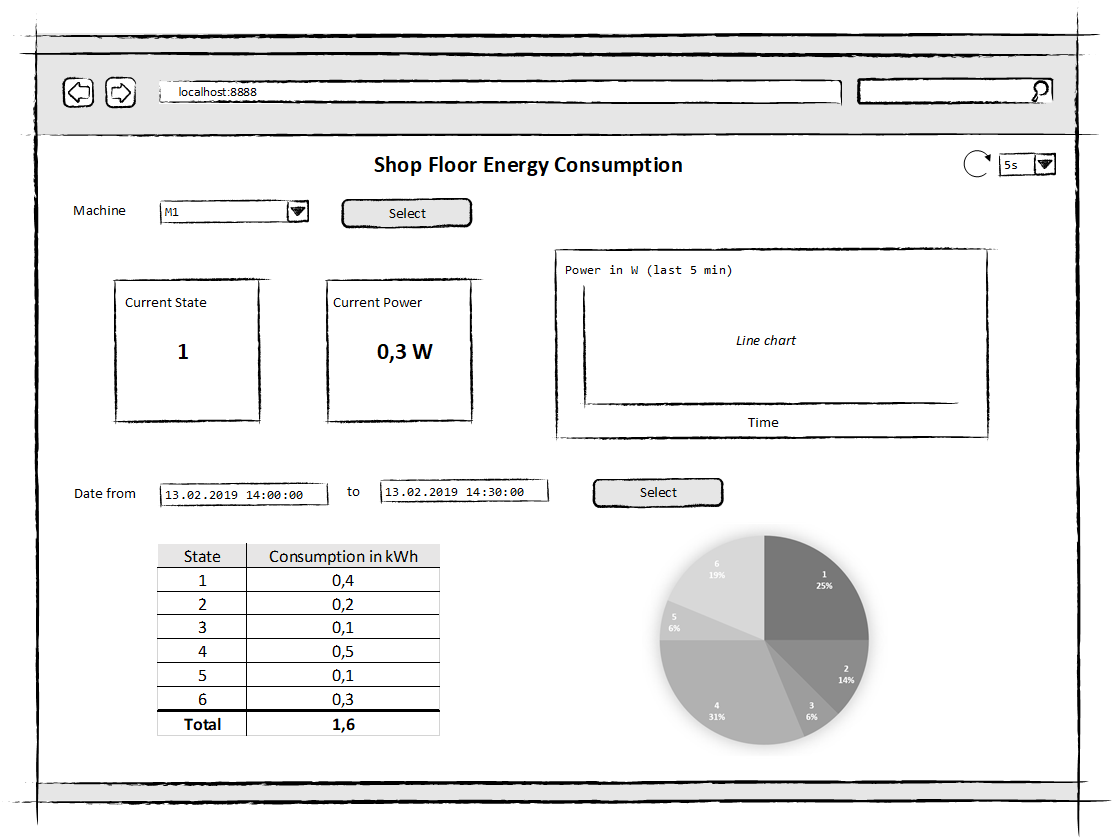 localhost:8888
Shop Floor Energy Consumption
5s
Machine M1 Select
Power in W (last 5 min)
Current State
1
Current Power
0,3 W
Line chart
Time
Date from 13.02.2019 14:00:00 to 13.02.2019 14:30:00 Select
State Consumption in kWh
1 0,4
2 0,2
3 0,1
4 0,5
5 0,1
6 0,3
Total 1,6
1
25%
2
14%
3
6%
4
31%
5
6%
6
19%